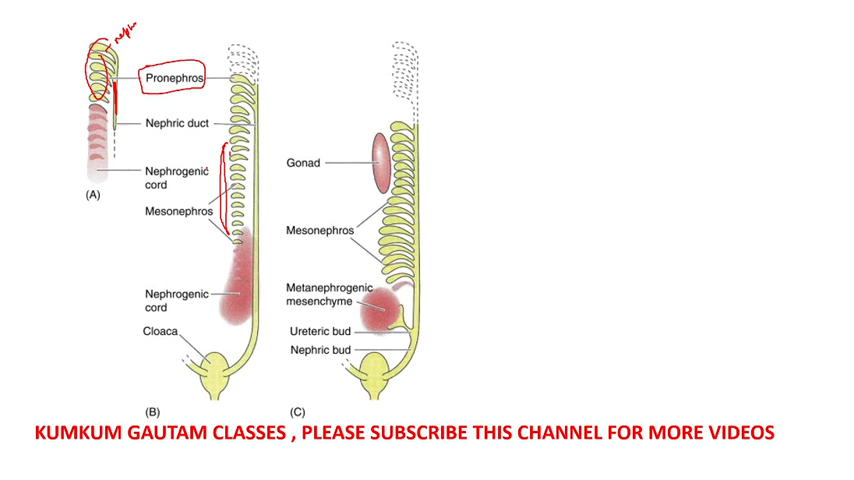 neph
Pronephros
Nephric duct
Nephrogenic
cord
(A)
Mesonephros
Nephrogenic
cord
Cloaca
(B)
Gonad
Mesonephros
Metanephrogenic
mesenchyme
Ureteric bud
Nephric bud
(C)
KUMKUM GAUTAM CLASSES , PLEASE SUBSCRIBE THIS CHANNEL FOR MORE VIDEOS